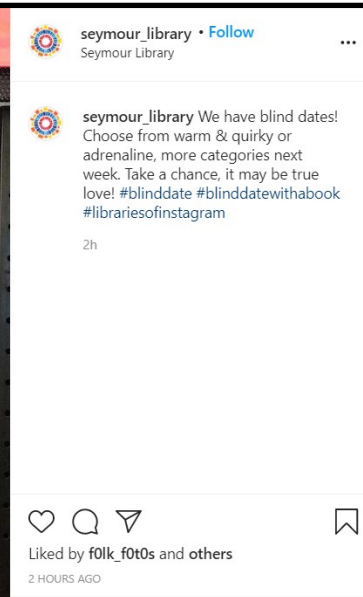 seymour_library • Follow
Seymour Library
seymour_library We have blind dates!
Choose from warm & quirky or
adrenaline, more categories next
week. Take a chance, it may be true
love! #blinddate #blinddatewithabook
#librariesofinstagram
2h
Liked by f0lk_f0t0s and others
2 HOURS AGO